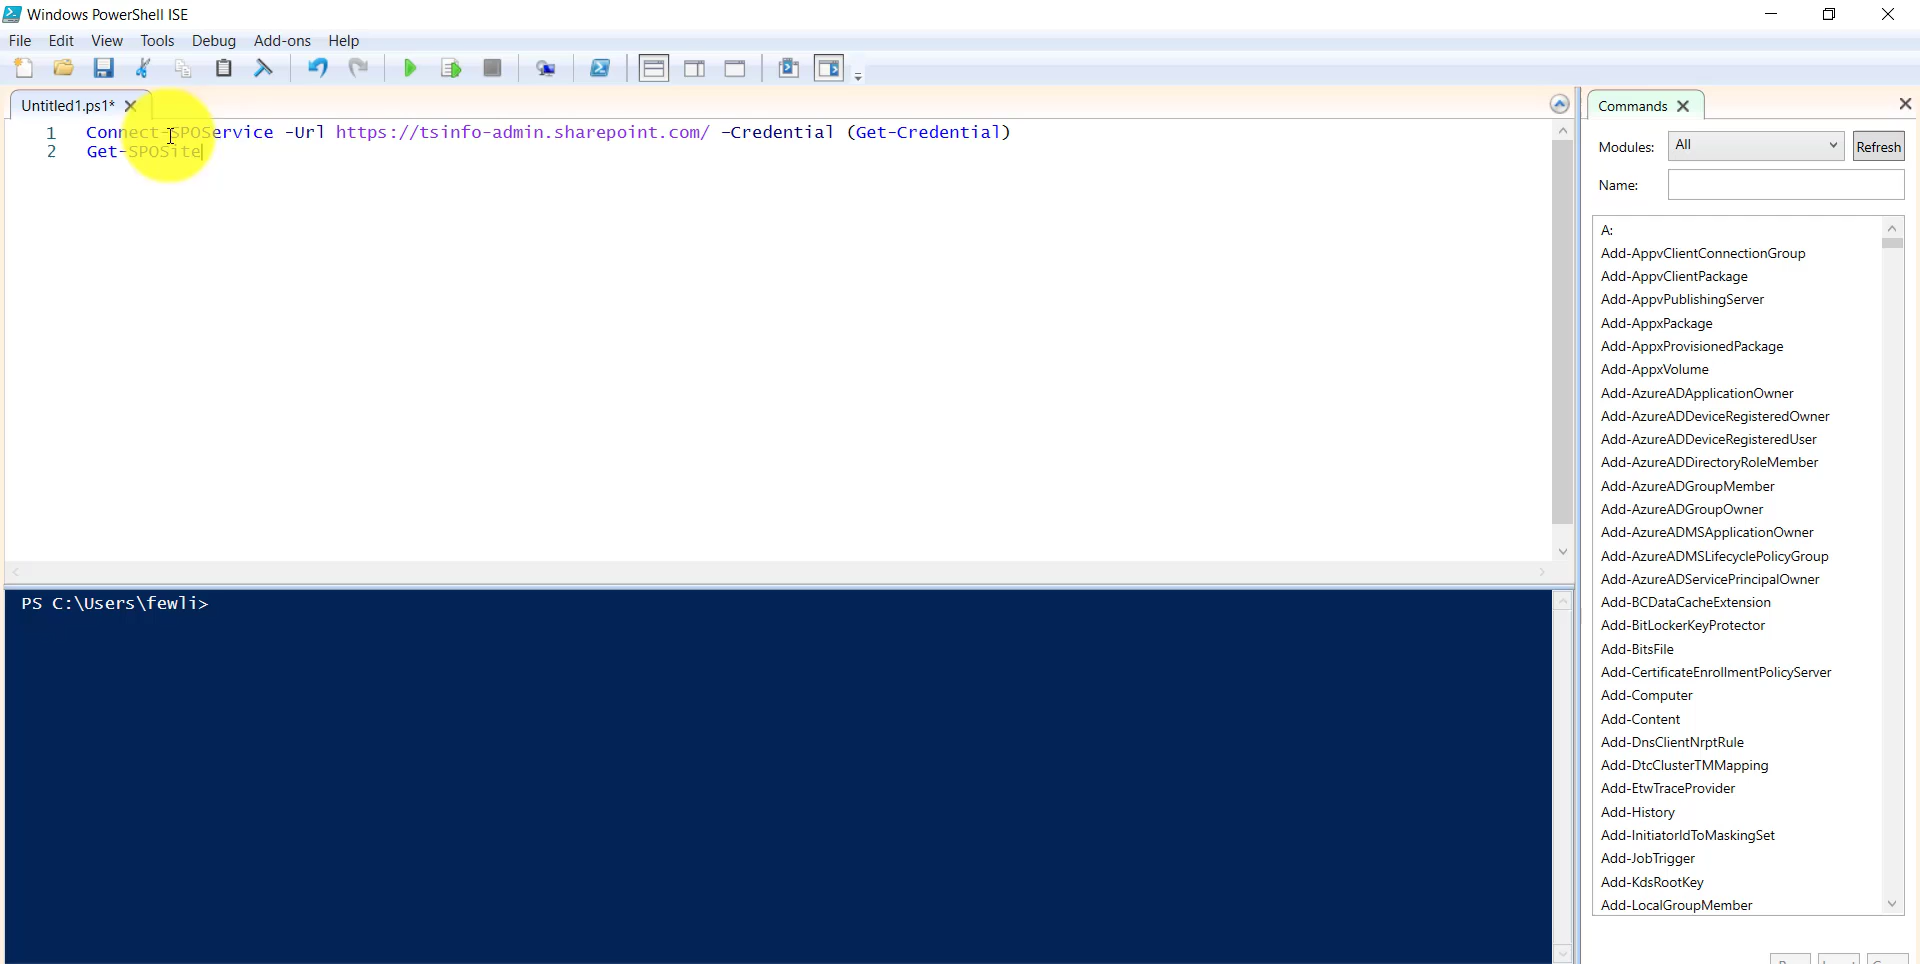 Windows PowerShell ISE
File Edit View Tools Debug Add-ons Help
Untitled1.ps1*
1 Connect-SPOService -Url https://tsinfo-admin.sharepoint.com/ -Credential (Get-Credential)
2 Get-SPOSite
PS C:\Users\fewli>
Commands
Modules: All Refresh
Name:
A:
Add-AppvClientConnectionGroup
Add-AppvClientPackage
Add-AppvPublishingServer
Add-AppxPackage
Add-AppxProvisionedPackage
Add-AppxVolume
Add-AzureADApplicationOwner
Add-AzureADDeviceRegisteredOwner
Add-AzureADDeviceRegisteredUser
Add-AzureADDirectoryRoleMember
Add-AzureADGroupMember
Add-AzureADGroupOwner
Add-AzureADMSApplicationOwner
Add-AzureADMSLifecyclePolicyGroup
Add-AzureADServicePrincipalOwner
Add-BCDataCacheExtension
Add-BitLockerKeyProtector
Add-BitsFile
Add-CertificateEnrollmentPolicyServer
Add-Computer
Add-Content
Add-DnsClientNrptRule
Add-DtcClusterTMMapping
Add-EtwTraceProvider
Add-History
Add-InitiatorIdToMaskingSet
Add-JobTrigger
Add-KdsRootKey
Add-LocalGroupMember